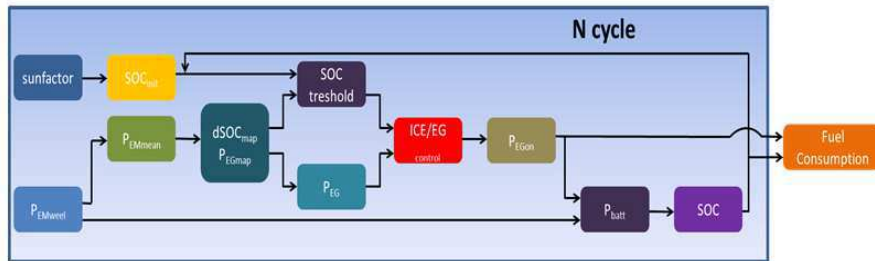 N cycle
sunfactor
SOCinit
SOC
treshold
PEMmean
dSOCmap
PEGmap
ICE/EG
control
PEGon
Fuel
Consumption
PEMweel
PEG
Pbatt
SOC